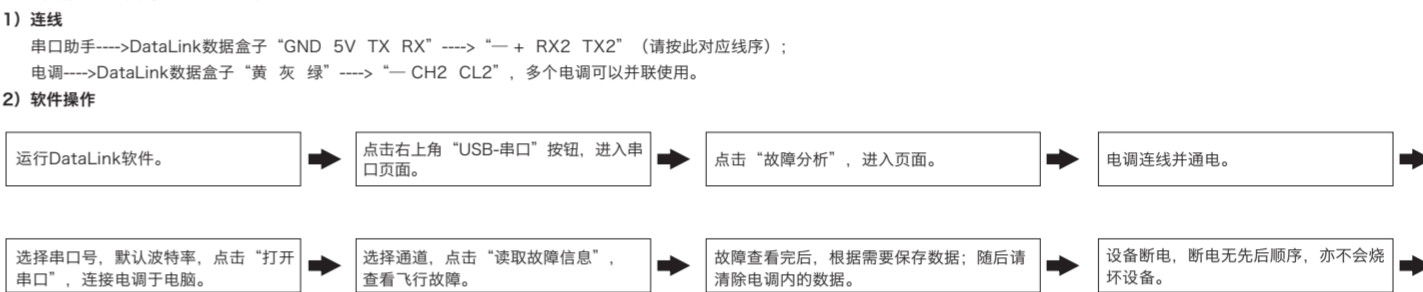 1）连线
串口助手---->DataLink数据盒子“GND 5V TX RX”---->“— + RX2 TX2”（请按此对应线序）；
电调---->DataLink数据盒子“黄 灰 绿”---->“— CH2 CL2”，多个电调可以并联使用。
2）软件操作
运行DataLink软件。
点击右上角“USB-串口”按钮，进入串
口页面。
点击“故障分析”，进入页面。
电调连线并通电。
选择串口号，默认波特率，点击“打开
串口”，连接电调于电脑。
选择通道，点击“读取故障信息”，
查看飞行故障。
故障查看完后，根据需要保存数据；随后请
清除电调内的数据。
设备断电，断电无先后顺序，亦不会烧
坏设备。